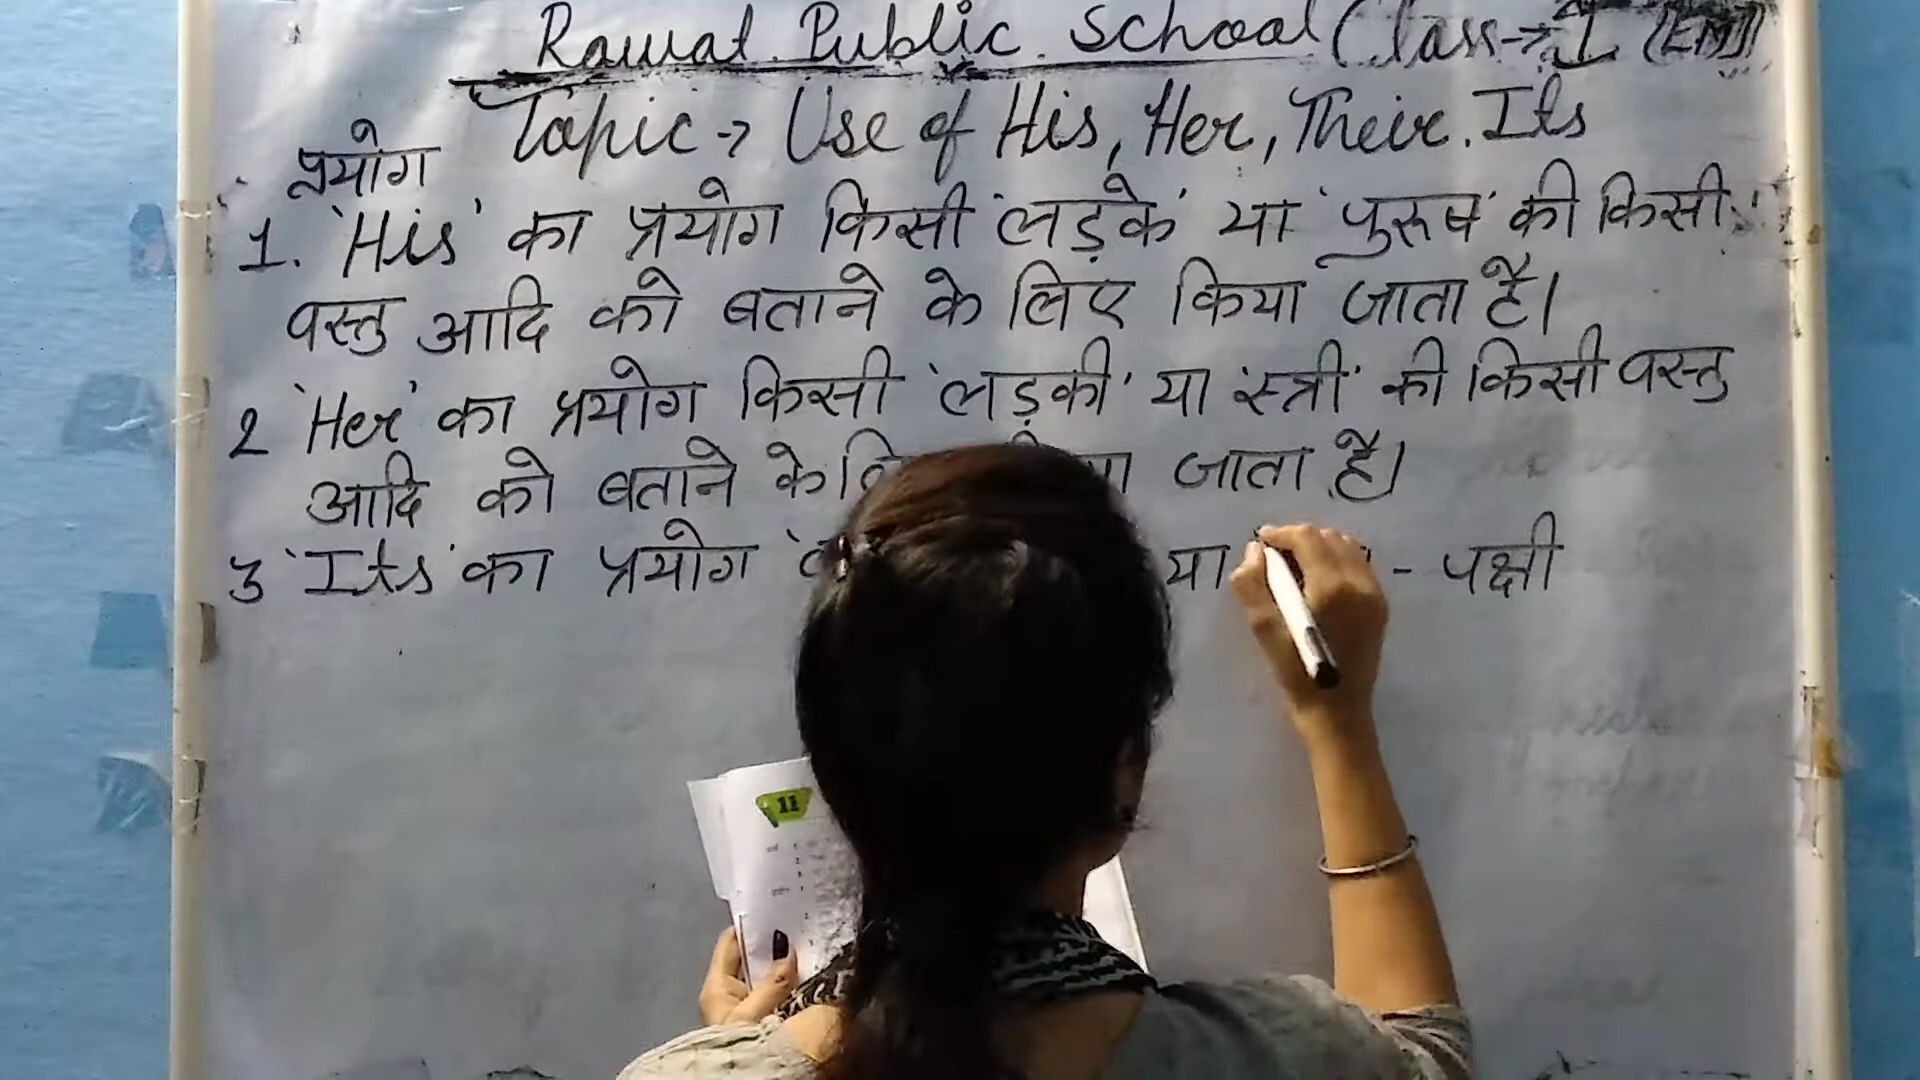 Rawat Public School Class→I (EM)
Topic→ Use of His, Her, Their. Its
प्रयोग
1. 'His' का प्रयोग किसी 'लड़के' या 'पुरुष' की किसी
वस्तु आदि को बताने के लिए किया जाता है।
2 'Her' का प्रयोग किसी 'लड़की' या 'स्त्री' की किसी वस्तु
आदि को बताने के जाता है।
3 'Its' का प्रयोग या - पक्षी
11